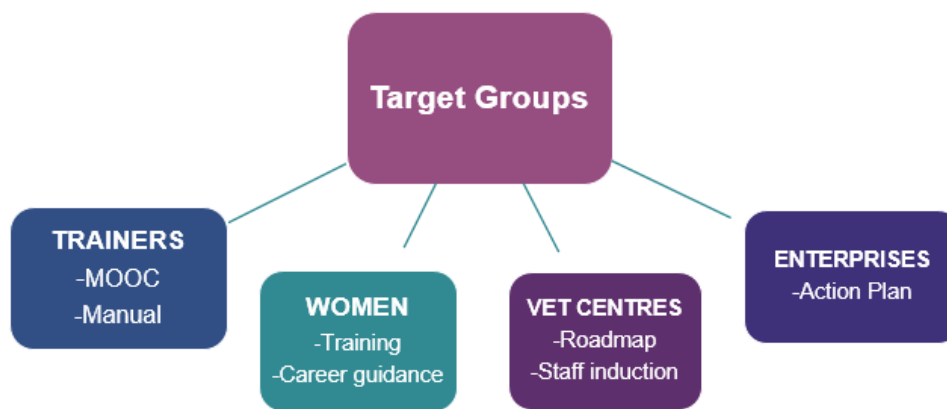 Target Groups
TRAINERS
-MOOC
-Manual
WOMEN
-Training
-Career guidance
VET CENTRES
-Roadmap
-Staff induction
ENTERPRISES
-Action Plan